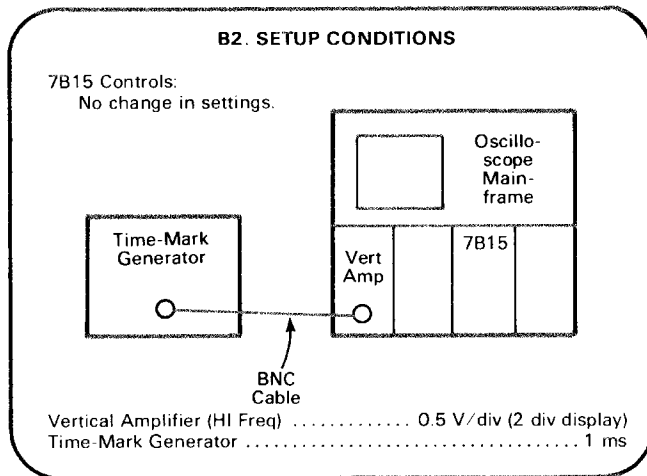 B2. SETUP CONDITIONS
7B15 Controls:
No change in settings.
Oscillo-
scope
Main-
frame
Time-Mark
Generator
Vert
Amp
7B15
BNC
Cable
Vertical Amplifier (HI Freq) ............. 0.5 V/div (2 div display)
Time-Mark Generator .................................... 1 ms